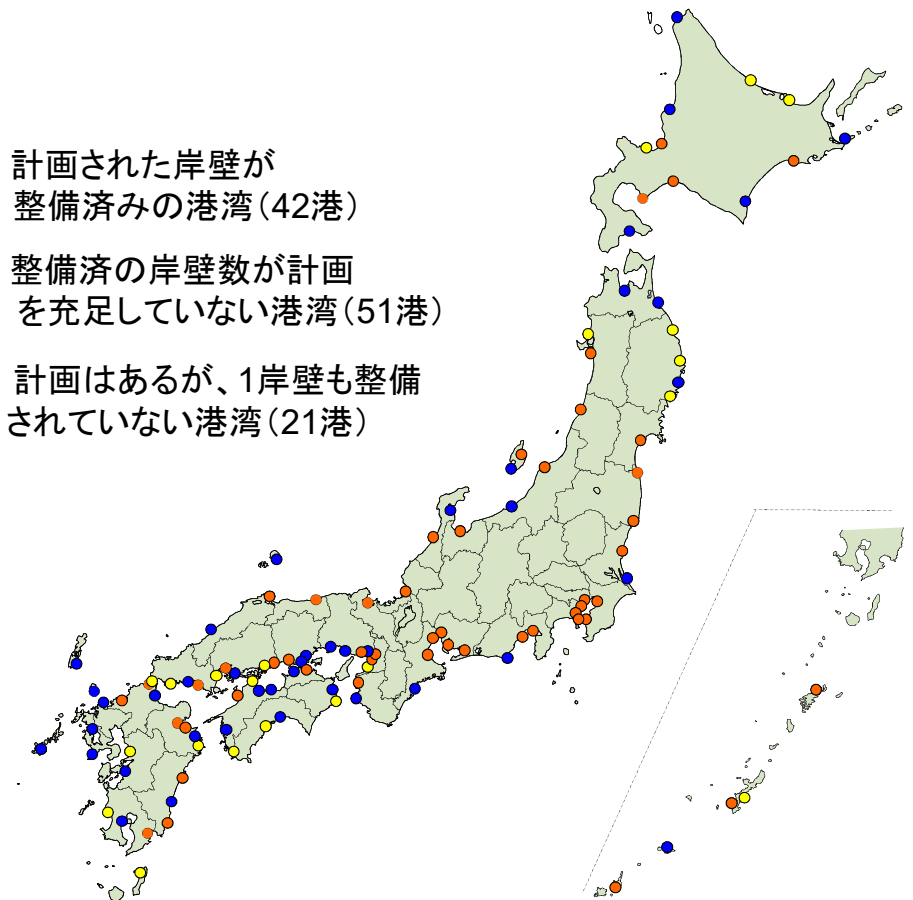 計画された岸壁が
整備済みの港湾（42港）
整備済の岸壁数が計画
を充足していない港湾（51港）
計画はあるが、1岸壁も整備
されていない港湾（21港）